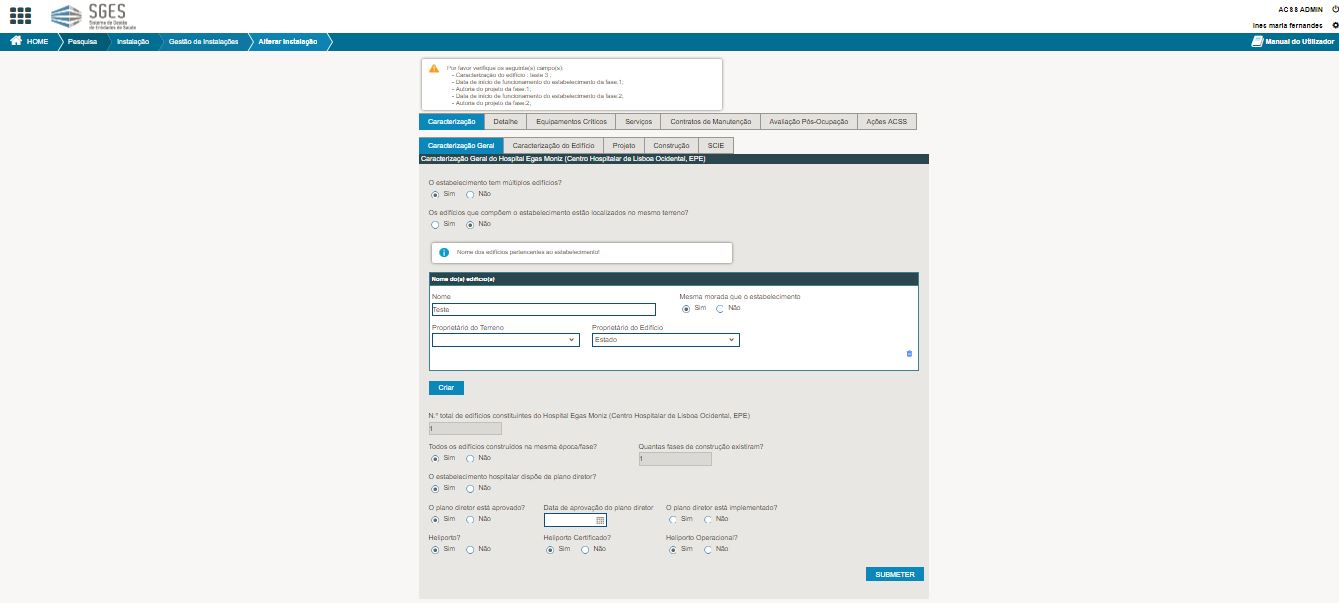 SGES
Sistema de Gestão
de Entidades de Saúde
ACSS ADMIN
ines maria fernandes
HOME Pesquisa Instalação Gestão de Instalações Alterar Instalação Manual do Utilizador
Por favor verifique os seguinte(s) campo(s):
- Caracterização do edifício : teste 3 ;
- Data de início de funcionamento do estabelecimento da fase:1;
- Autoria do projeto da fase:1;
- Data de início de funcionamento do estabelecimento da fase:2;
- Autoria do projeto da fase:2;
Caracterização Detalhe Equipamentos Críticos Serviços Contratos de Manutenção Avaliação Pós-Ocupação Ações ACSS
Caracterização Geral Caracterização do Edifício Projeto Construção SCIE
Caracterização Geral do Hospital Egas Moniz (Centro Hospitalar de Lisboa Ocidental, EPE)
O estabelecimento tem múltiplos edifícios?
Sim Não
Os edifícios que compõem o estabelecimento estão localizados no mesmo terreno?
Sim Não
Nome dos edifícios pertencentes ao estabelecimento!
Nome do(s) edifício(s)
Nome Mesma morada que o estabelecimento
Teste Sim Não
Proprietário do Terreno Proprietário do Edifício
Estado
Criar
N.º total de edifícios constituintes do Hospital Egas Moniz (Centro Hospitalar de Lisboa Ocidental, EPE)
1
Todos os edifícios construídos na mesma época/fase? Quantas fases de construção existiram?
Sim Não 1
O estabelecimento hospitalar dispõe de plano diretor?
Sim Não
O plano diretor está aprovado? Data de aprovação do plano diretor O plano diretor está implementado?
Sim Não Sim Não
Heliporto? Heliporto Certificado? Heliporto Operacional?
Sim Não Sim Não Sim Não
SUBMETER